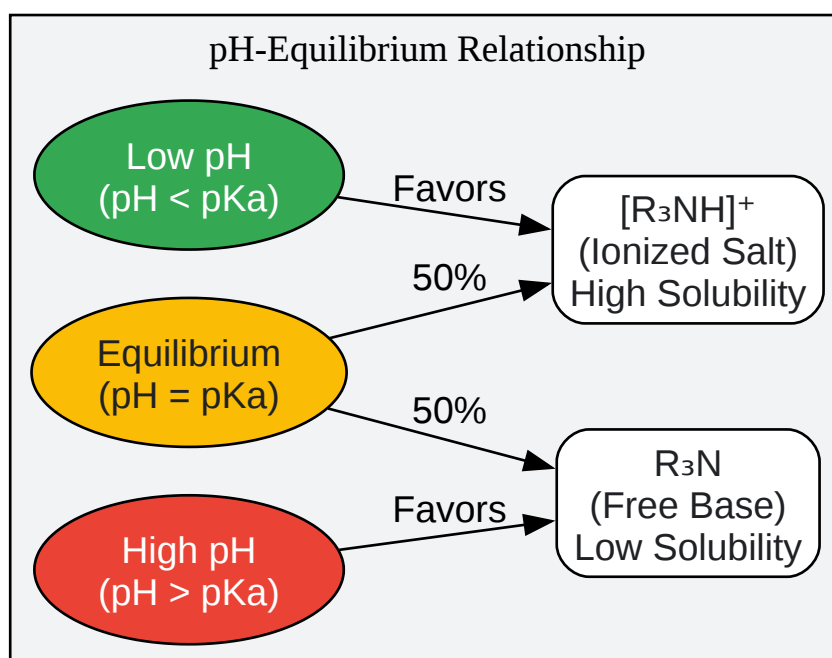 pH-Equilibrium Relationship
Low pH
(pH < pKa)
Favors
[R₃NH]⁺
(Ionized Salt)
High Solubility
50%
Equilibrium
(pH = pKa)
50%
R₃N
(Free Base)
Low Solubility
Favors
High pH
(pH > pKa)